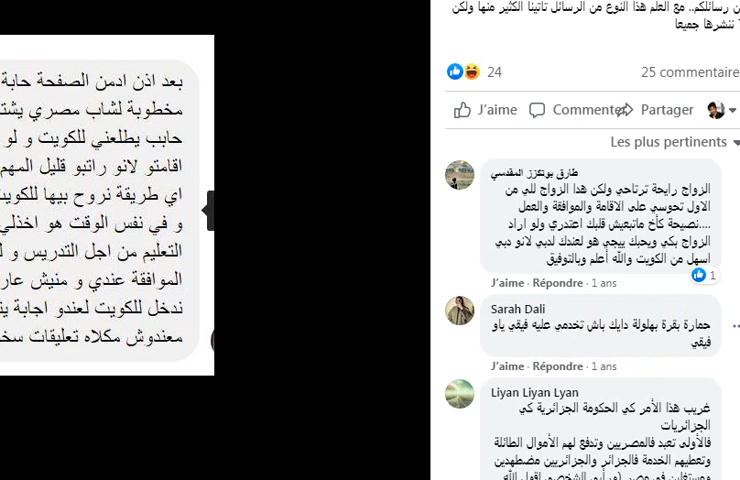 بعد اذن ادمن الصفحة حابة
مخطوبة لشاب مصري يشتـ
حابب يطلعني للكويت و لو
اقامتو لانو راتبو قليل المهم
اي طريقة نروح بيها للكويت
و في نفس الوقت هو اخذلي
التعليم من اجل التدريس و
الموافقة عندي و منيش عار
ندخل للكويت لعندو اجابة
معندوش مكلاه تعليقات سخـ
ن رسائلكم.. مع العلم هذا النوع من الرسائل تأتينا الكثير منها ولكن
ننشرها جميعا
24
25 commentaire
J’aime
Commenter
Partager
Les plus pertinents
طارق بوتكزز المقدسي
الزواج رايحة ترتاحي ولكن هدا الزواج للي من
الاول تحوسي على الاقامة والموافقة والعمل
....نصيحة كأخ ماتبعيش قلبك اعتدري ولو اراد
الزواج بكي ويحبك ييجي هو لعندك لدبي لانو دبي
اسهل من الكويت والله أعلم وبالتوفيق
1
J’aime · Répondre · 1 ans
Sarah Dali
حمارة بقرة بهلولة دايك باش تخدمي عليه فيقي ياو
فيقي
J’aime · Répondre · 1 ans
Liyan Liyan Lyan
غريب هذا الأمر كي الحكومة الجزائرية كي
الجزائريات
فالأولى تعبد فالمصريين وتدفع لهم الأموال الطائلة
وتعطيهم الخدمة فالجزائر والجزائريين مضطهدين